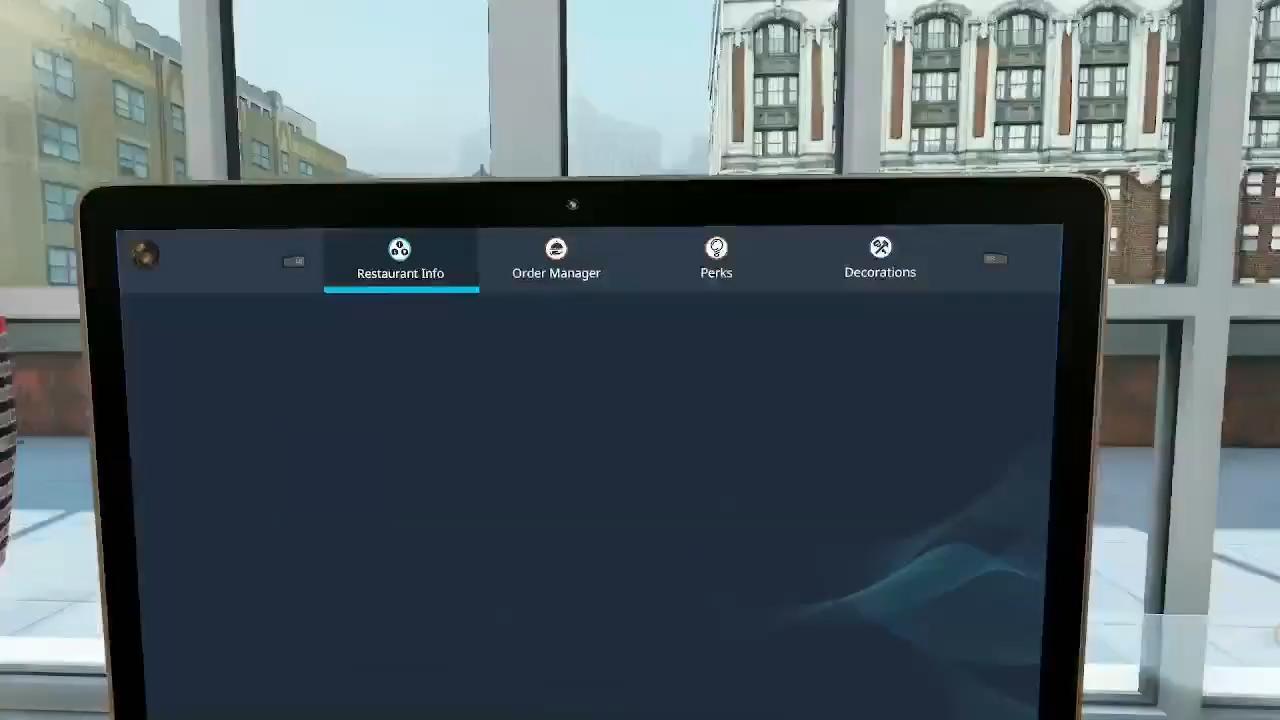 Restaurant Info
Order Manager
Perks
Decorations